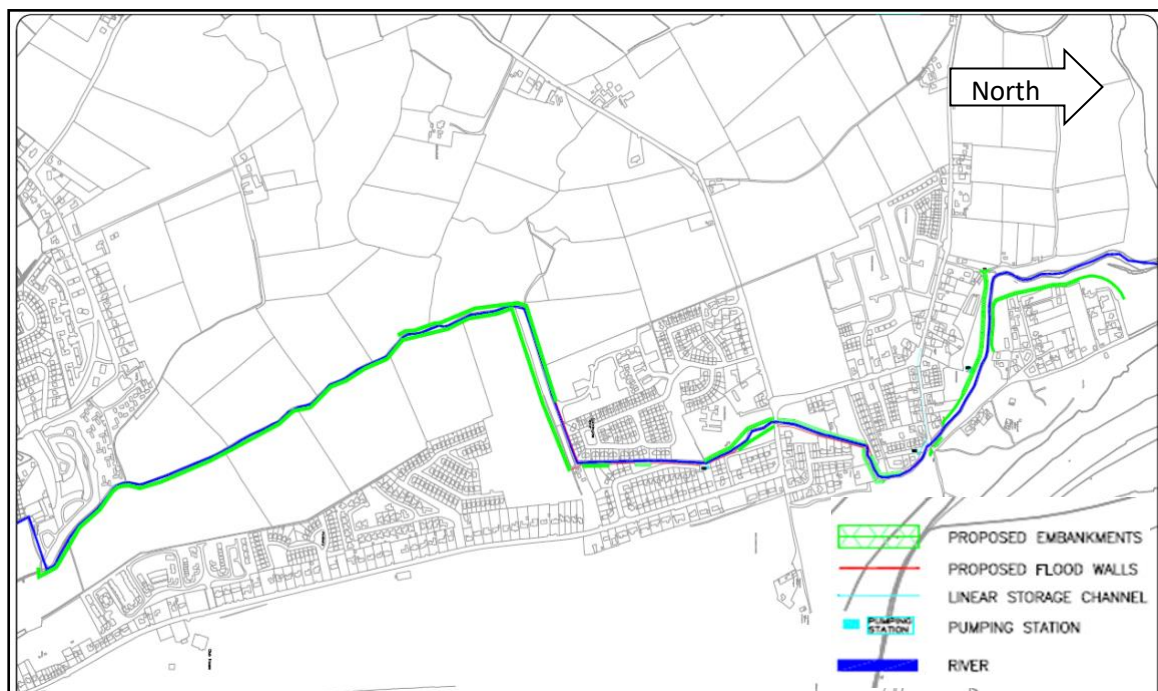 North
PROPOSED EMBANKMENTS
PROPOSED FLOOD WALLS
LINEAR STORAGE CHANNEL
PUMPING
STATION
PUMPING STATION
RIVER